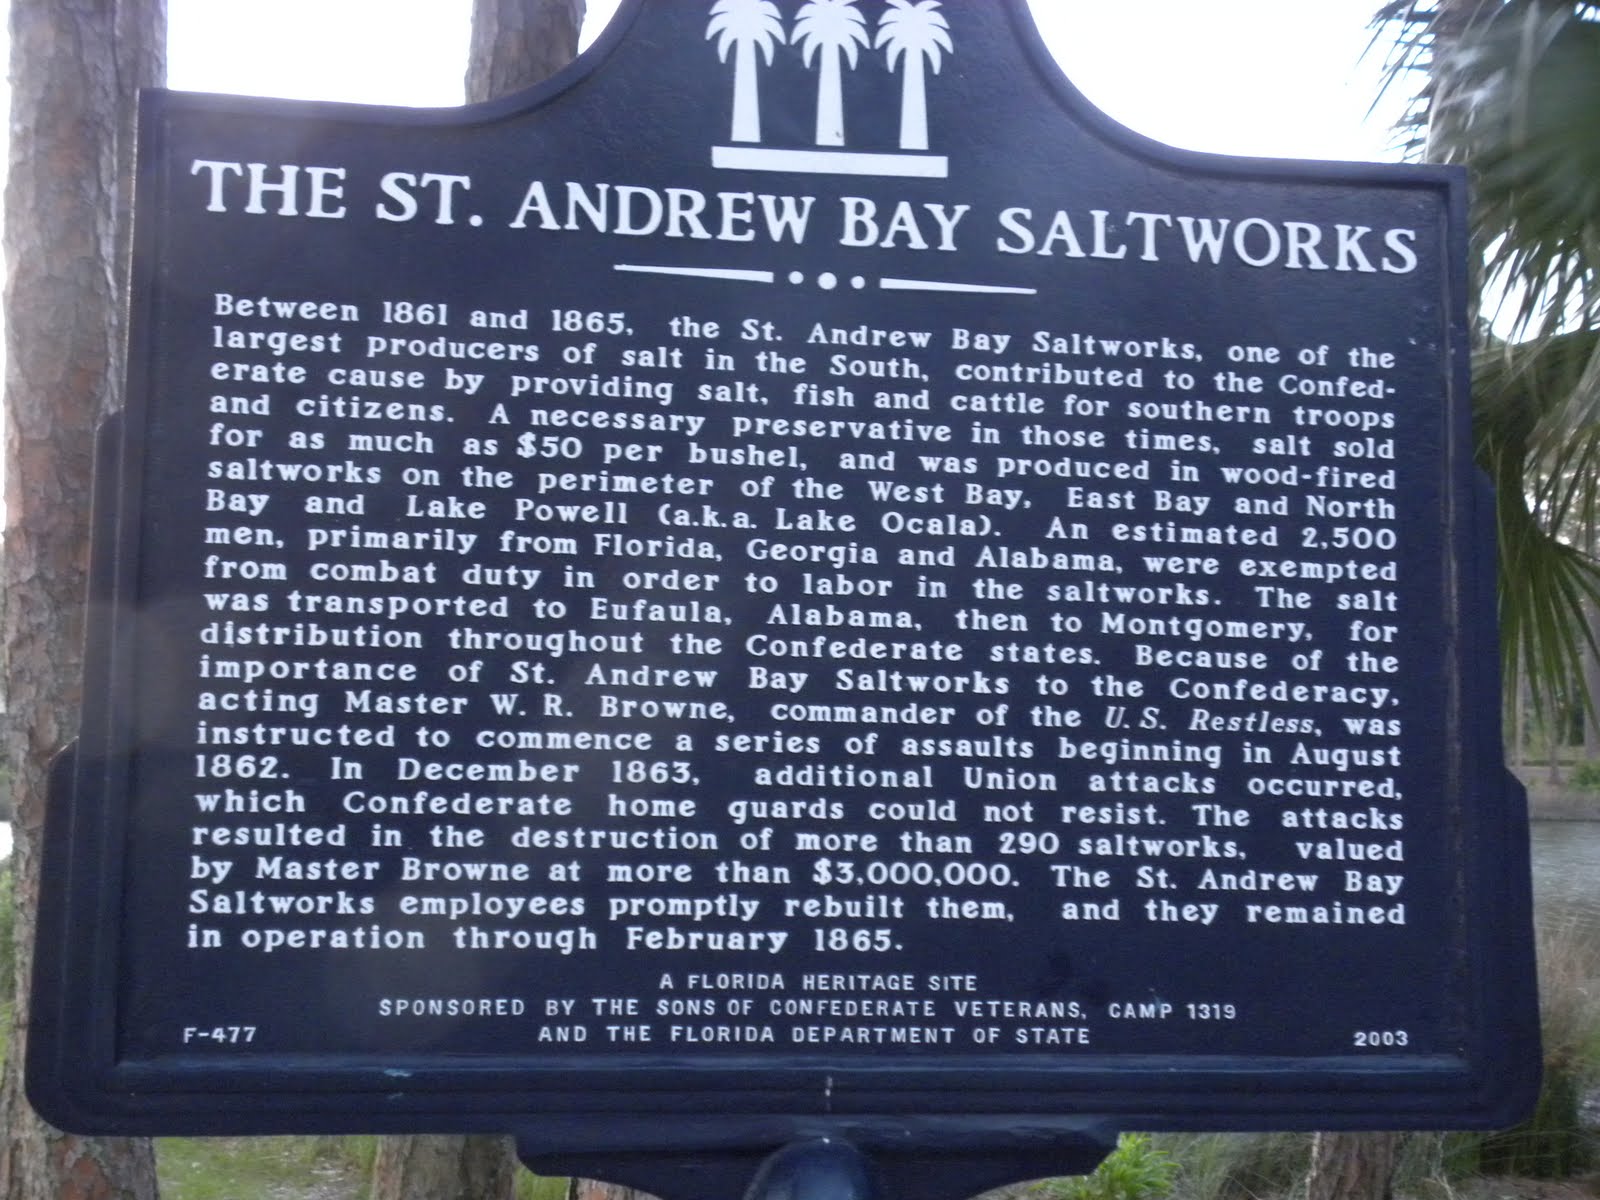 THE ST. ANDREW BAY SALTWORKS
Between 1861 and 1865, the St. Andrew Bay Saltworks, one of the
largest producers of salt in the South, contributed to the Confed-
erate cause by providing salt, fish and cattle for southern troops
and citizens. A necessary preservative in those times, salt sold
for as much as $50 per bushel, and was produced in wood-fired
saltworks on the perimeter of the West Bay, East Bay and North
Bay and Lake Powell (a.k.a. Lake Ocala). An estimated 2,500
men, primarily from Florida, Georgia and Alabama, were exempted
from combat duty in order to labor in the saltworks. The salt
was transported to Eufaula, Alabama, then to Montgomery, for
distribution throughout the Confederate states. Because of the
importance of St. Andrew Bay Saltworks to the Confederacy,
acting Master W. R. Browne, commander of the U.S. Restless, was
instructed to commence a series of assaults beginning in August
1862. In December 1863, additional Union attacks occurred,
which Confederate home guards could not resist. The attacks
resulted in the destruction of more than 290 saltworks, valued
by Master Browne at more than $3,000,000. The St. Andrew Bay
Saltworks employees promptly rebuilt them, and they remained
in operation through February 1865.
A FLORIDA HERITAGE SITE
SPONSORED BY THE SONS OF CONFEDERATE VETERANS, CAMP 1319
F-477 AND THE FLORIDA DEPARTMENT OF STATE 2003